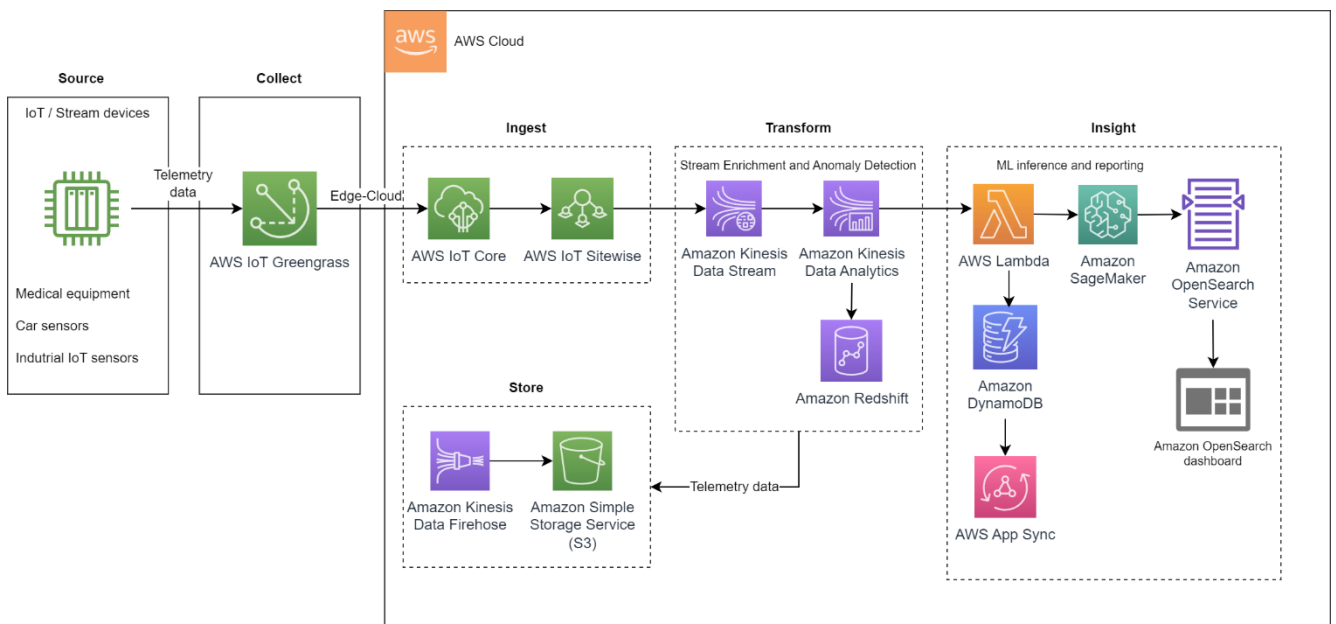 aws
AWS Cloud
Source
Collect
IoT / Stream devices
Telemetry
data
Medical equipment
Car sensors
Indutrial IoT sensors
AWS IoT Greengrass
Edge-Cloud
Ingest
AWS IoT Core
AWS IoT Sitewise
Transform
Stream Enrichment and Anomaly Detection
Amazon Kinesis
Data Stream
Amazon Kinesis
Data Analytics
Amazon Redshift
Insight
ML inference and reporting
AWS Lambda
Amazon
SageMaker
Amazon
OpenSearch
Service
Amazon
DynamoDB
AWS App Sync
Amazon OpenSearch
dashboard
Store
Amazon Kinesis
Data Firehose
Amazon Simple
Storage Service
(S3)
Telemetry data